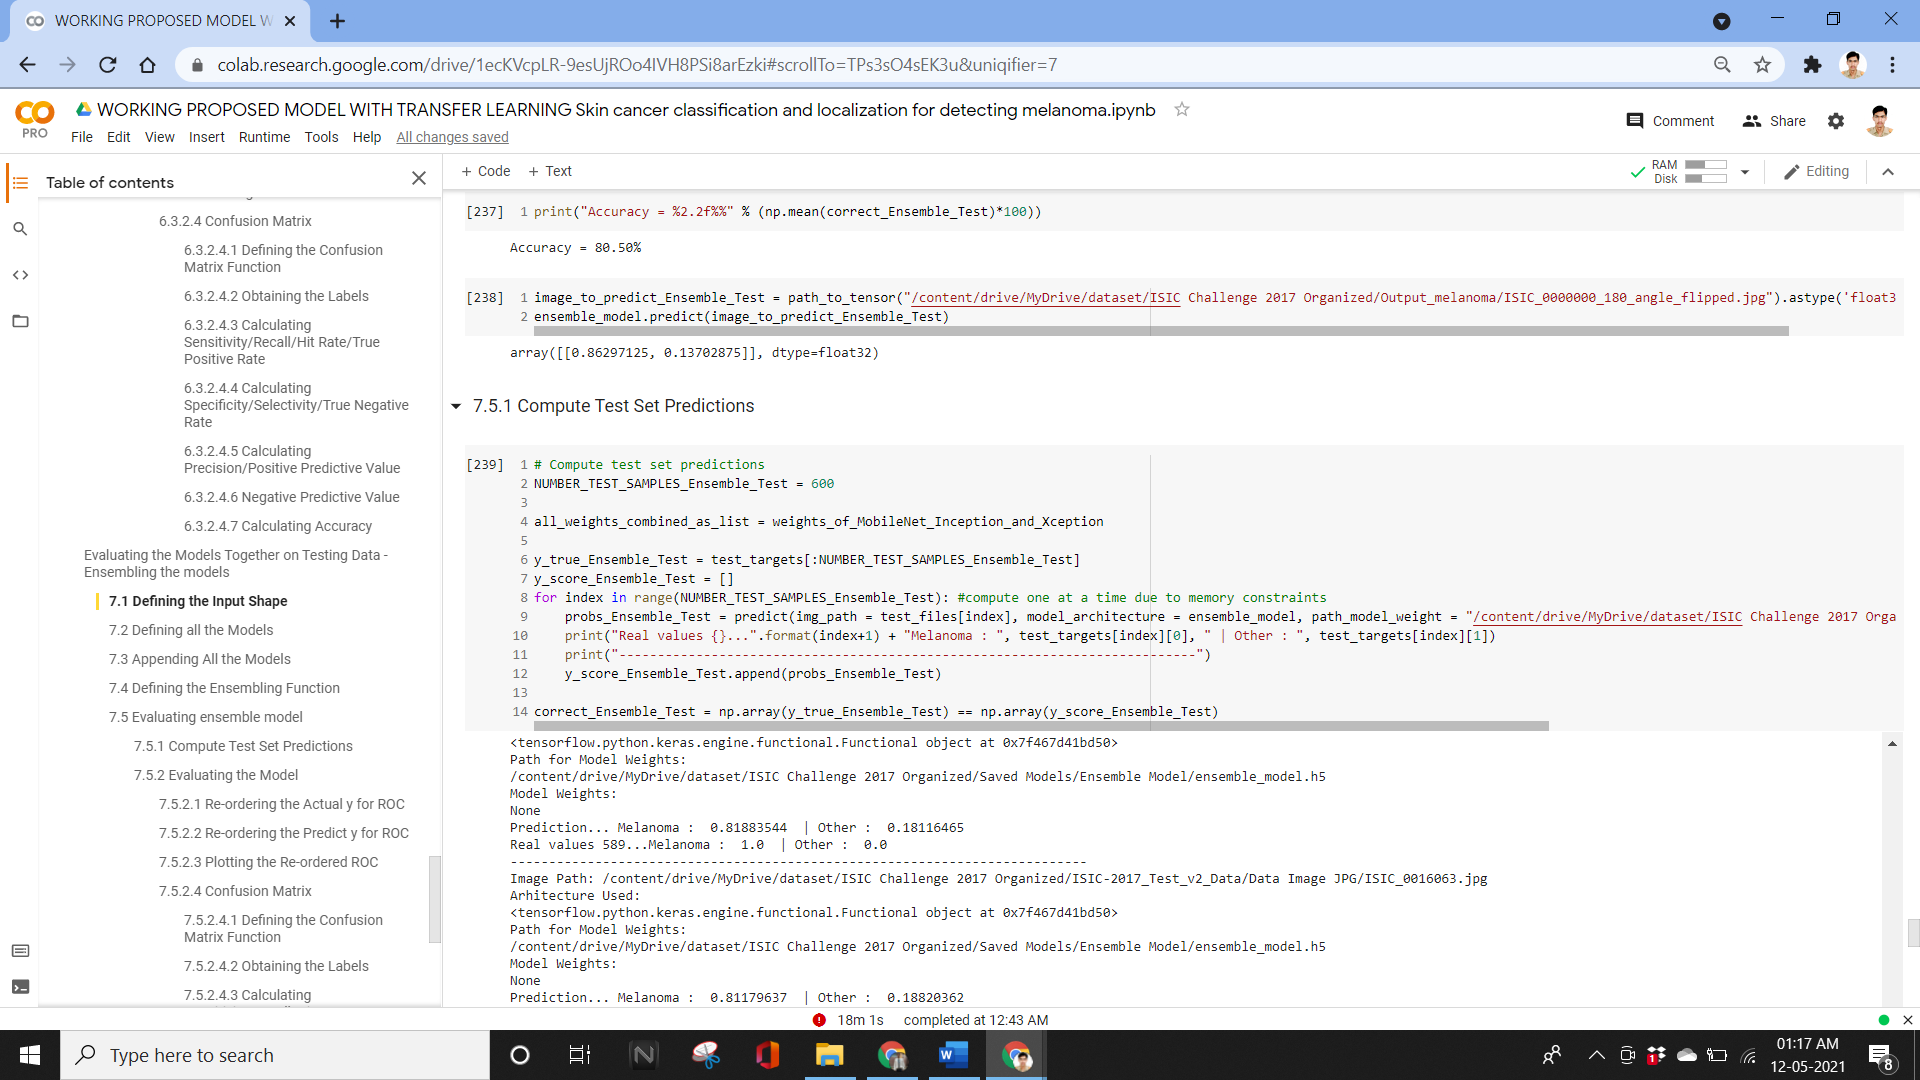 WORKING PROPOSED MODEL W
colab.research.google.com/drive/1ecKVcpLR-9esUjROo4IVH8PSi8arEzki#scrollTo=TPs3sO4sEK3u&uniqifier=7
PRO
WORKING PROPOSED MODEL WITH TRANSFER LEARNING Skin cancer classification and localization for detecting melanoma.ipynb
File Edit View Insert Runtime Tools Help All changes saved
Comment Share
Table of contents
+ Code + Text
RAM
Disk
Editing
6.3.2.4 Confusion Matrix
6.3.2.4.1 Defining the Confusion
Matrix Function
6.3.2.4.2 Obtaining the Labels
6.3.2.4.3 Calculating
Sensitivity/Recall/Hit Rate/True
Positive Rate
6.3.2.4.4 Calculating
Specificity/Selectivity/True Negative
Rate
6.3.2.4.5 Calculating
Precision/Positive Predictive Value
6.3.2.4.6 Negative Predictive Value
6.3.2.4.7 Calculating Accuracy
Evaluating the Models Together on Testing Data -
Ensembling the models
7.1 Defining the Input Shape
7.2 Defining all the Models
7.3 Appending All the Models
7.4 Defining the Ensembling Function
7.5 Evaluating ensemble model
7.5.1 Compute Test Set Predictions
7.5.2 Evaluating the Model
7.5.2.1 Re-ordering the Actual y for ROC
7.5.2.2 Re-ordering the Predict y for ROC
7.5.2.3 Plotting the Re-ordered ROC
7.5.2.4 Confusion Matrix
7.5.2.4.1 Defining the Confusion
Matrix Function
7.5.2.4.2 Obtaining the Labels
7.5.2.4.3 Calculating
[237] 1 print("Accuracy = %2.2f%%" % (np.mean(correct_Ensemble_Test)*100))
Accuracy = 80.50%
[238] 1 image_to_predict_Ensemble_Test = path_to_tensor("/content/drive/MyDrive/dataset/ISIC Challenge 2017 Organized/Output_melanoma/ISIC_0000000_180_angle_flipped.jpg").astype('float3
2 ensemble_model.predict(image_to_predict_Ensemble_Test)
array([[0.86297125, 0.13702875]], dtype=float32)
7.5.1 Compute Test Set Predictions
[239] 1 # Compute test set predictions
2 NUMBER_TEST_SAMPLES_Ensemble_Test = 600
3
4 all_weights_combined_as_list = weights_of_MobileNet_Inception_and_Xception
5
6 y_true_Ensemble_Test = test_targets[:NUMBER_TEST_SAMPLES_Ensemble_Test]
7 y_score_Ensemble_Test = []
8 for index in range(NUMBER_TEST_SAMPLES_Ensemble_Test): #compute one at a time due to memory constraints
9 probs_Ensemble_Test = predict(img_path = test_files[index], model_architecture = ensemble_model, path_model_weight = "/content/drive/MyDrive/dataset/ISIC Challenge 2017 Orga
10 print("Real values {}...".format(index+1) + "Melanoma : ", test_targets[index][0], " | Other : ", test_targets[index][1])
11 print("---------------------------------------------------------------------------")
12 y_score_Ensemble_Test.append(probs_Ensemble_Test)
13
14 correct_Ensemble_Test = np.array(y_true_Ensemble_Test) == np.array(y_score_Ensemble_Test)
<tensorflow.python.keras.engine.functional.Functional object at 0x7f467d41bd50>
Path for Model Weights:
/content/drive/MyDrive/dataset/ISIC Challenge 2017 Organized/Saved Models/Ensemble Model/ensemble_model.h5
Model Weights:
None
Prediction... Melanoma : 0.81883544 | Other : 0.18116465
Real values 589...Melanoma : 1.0 | Other : 0.0
---------------------------------------------------------------------------
Image Path: /content/drive/MyDrive/dataset/ISIC Challenge 2017 Organized/ISIC-2017_Test_v2_Data/Data Image JPG/ISIC_0016063.jpg
Arhitecture Used:
<tensorflow.python.keras.engine.functional.Functional object at 0x7f467d41bd50>
Path for Model Weights:
/content/drive/MyDrive/dataset/ISIC Challenge 2017 Organized/Saved Models/Ensemble Model/ensemble_model.h5
Model Weights:
None
Prediction... Melanoma : 0.81179637 | Other : 0.18820362
18m 1s completed at 12:43 AM
Type here to search
01:17 AM
12-05-2021
8